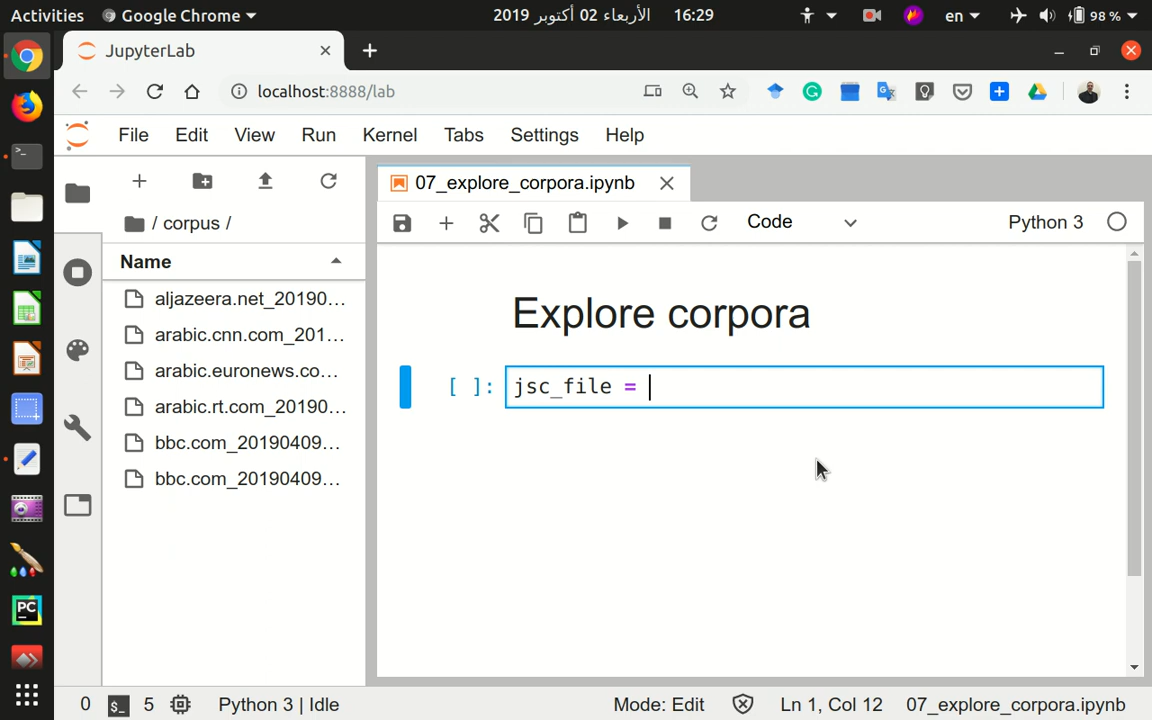 Activities Google Chrome الأربعاء 02 أكتوبر 2019 16:29 en 98 %
JupyterLab
localhost:8888/lab
File Edit View Run Kernel Tabs Settings Help
07_explore_corpora.ipynb
/ corpus /
Code Python 3
Name
aljazeera.net_20190...
arabic.cnn.com_201...
arabic.euronews.co...
arabic.rt.com_20190...
bbc.com_20190409...
bbc.com_20190409...
Explore corpora
[ ]: jsc_file =
PC
0 $_ 5 Python 3 | Idle Mode: Edit Ln 1, Col 12 07_explore_corpora.ipynb